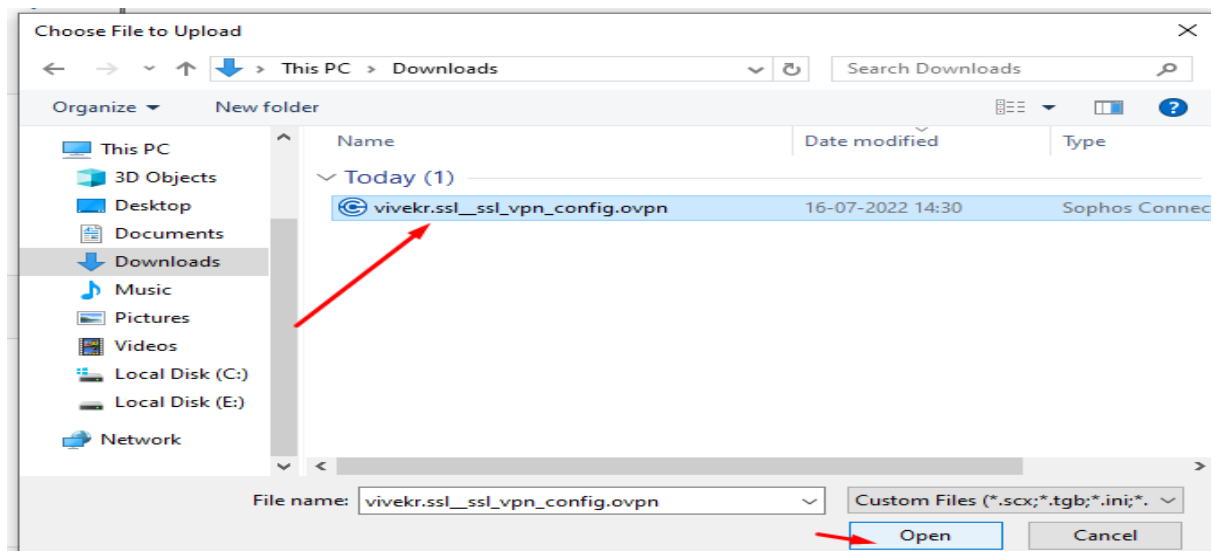 Choose File to Upload
This PC > Downloads
Search Downloads
Organize
New folder
Name
Date modified
Type
This PC
3D Objects
Desktop
Documents
Downloads
Music
Pictures
Videos
Local Disk (C:)
Local Disk (E:)
Network
Today (1)
vivekr.ssl__ssl_vpn_config.ovpn 16-07-2022 14:30 Sophos Connec
File name: vivekr.ssl__ssl_vpn_config.ovpn
Custom Files (*.scx;*.tgb;*.ini;*.
Open
Cancel